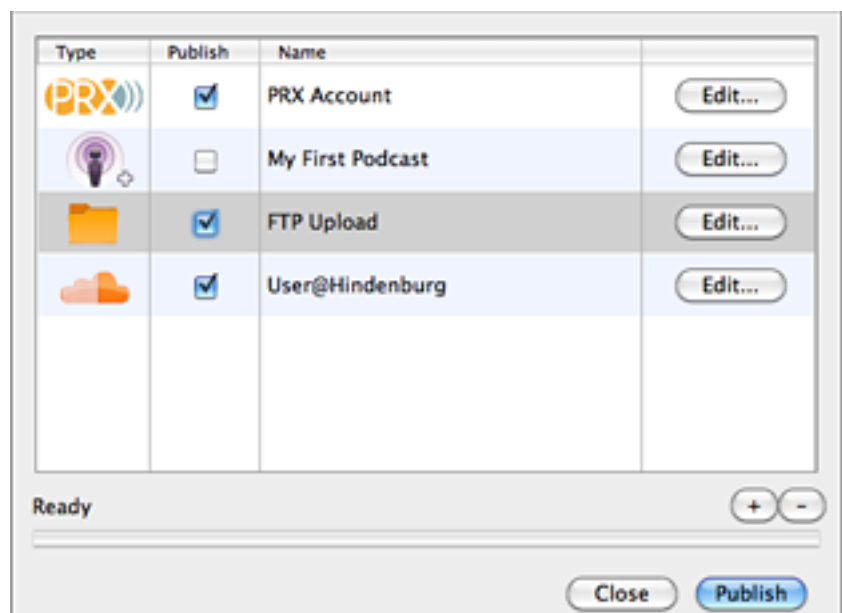 Type Publish Name
PRX PRX Account Edit...
My First Podcast Edit...
FTP Upload Edit...
User@Hindenburg Edit...
Ready + -
Close Publish